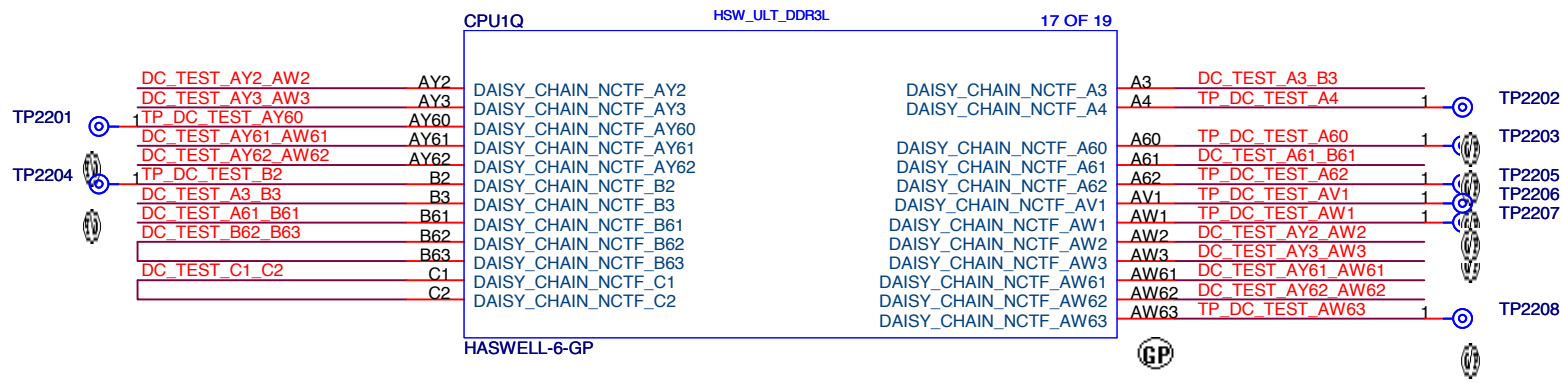 CPU1Q HSW_ULT_DDR3L 17 OF 19
DC_TEST_AY2_AW2 AY2 DAISY_CHAIN_NCTF_AY2
DC_TEST_AY3_AW3 AY3 DAISY_CHAIN_NCTF_AY3
TP2201 1 TP_DC_TEST_AY60 AY60 DAISY_CHAIN_NCTF_AY60
DC_TEST_AY61_AW61 AY61 DAISY_CHAIN_NCTF_AY61
DC_TEST_AY62_AW62 AY62 DAISY_CHAIN_NCTF_AY62
TP2204 1 TP_DC_TEST_B2 B2 DAISY_CHAIN_NCTF_B2
DC_TEST_A3_B3 B3 DAISY_CHAIN_NCTF_B3
DC_TEST_A61_B61 B61 DAISY_CHAIN_NCTF_B61
DC_TEST_B62_B63 B62 DAISY_CHAIN_NCTF_B62
B63 DAISY_CHAIN_NCTF_B63
DC_TEST_C1_C2 C1 DAISY_CHAIN_NCTF_C1
C2 DAISY_CHAIN_NCTF_C2
DAISY_CHAIN_NCTF_A3 A3 DC_TEST_A3_B3
DAISY_CHAIN_NCTF_A4 A4 TP_DC_TEST_A4 1 TP2202
DAISY_CHAIN_NCTF_A60 A60 TP_DC_TEST_A60 1 TP2203
DAISY_CHAIN_NCTF_A61 A61 DC_TEST_A61_B61
DAISY_CHAIN_NCTF_A62 A62 TP_DC_TEST_A62 1 TP2205
DAISY_CHAIN_NCTF_AV1 AV1 TP_DC_TEST_AV1 1 TP2206
DAISY_CHAIN_NCTF_AW1 AW1 TP_DC_TEST_AW1 1 TP2207
DAISY_CHAIN_NCTF_AW2 AW2 DC_TEST_AY2_AW2
DAISY_CHAIN_NCTF_AW3 AW3 DC_TEST_AY3_AW3
DAISY_CHAIN_NCTF_AW61 AW61 DC_TEST_AY61_AW61
DAISY_CHAIN_NCTF_AW62 AW62 DC_TEST_AY62_AW62
DAISY_CHAIN_NCTF_AW63 AW63 TP_DC_TEST_AW63 1 TP2208
HASWELL-6-GP
GP